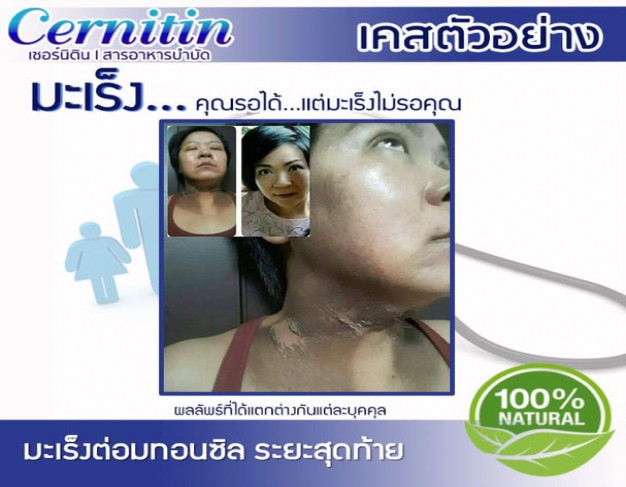 Cernitin
เซอร์นิติน | สารอาหารบำบัด
เคสตัวอย่าง
มะเร็ง... คุณรอได้...แต่มะเร็งไม่รอคุณ
ผลลัพธ์ที่ได้แตกต่างกันแต่ละบุคคล
มะเร็งต่อมทอนซิล ระยะสุดท้าย
100%
NATURAL